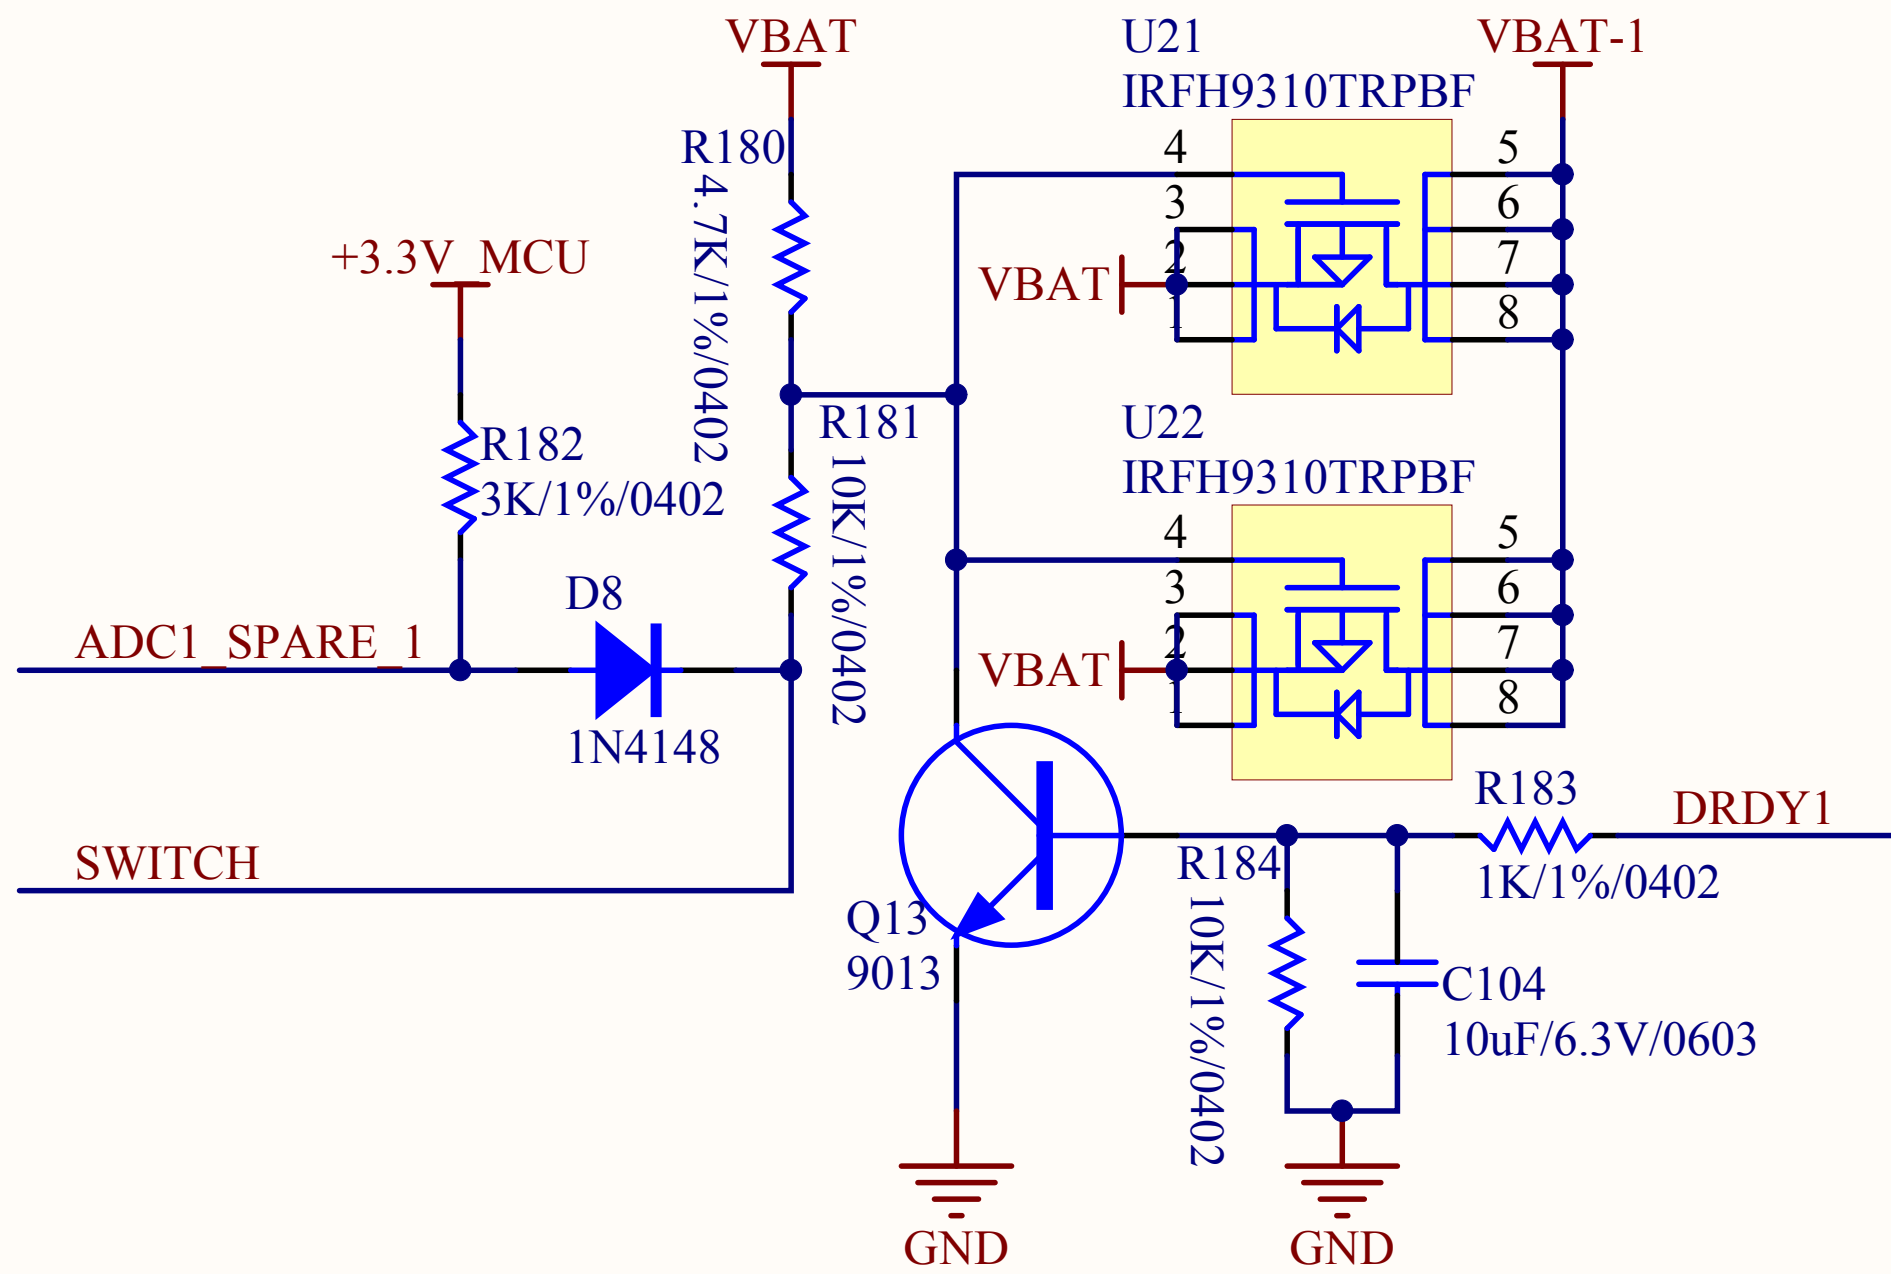 VBAT
U21
VBAT-1
IRFH9310TRPBF
R180
4.7K/1%/0402
4
5
3
6
2
7
1
8
VBAT
+3.3V_MCU
R182
3K/1%/0402
R181
10K/1%/0402
U22
IRFH9310TRPBF
4
5
3
6
2
7
1
8
VBAT
D8
ADC1_SPARE_1
1N4148
SWITCH
R183
DRDY1
1K/1%/0402
R184
10K/1%/0402
Q13
9013
C104
10uF/6.3V/0603
GND
GND